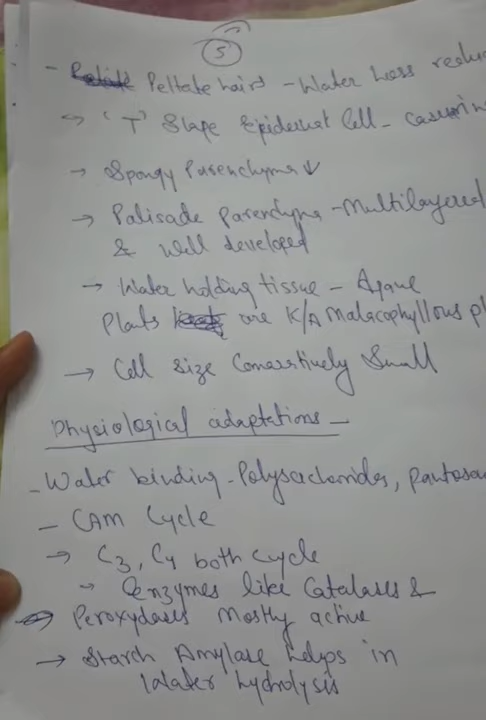 5
- Peltate hairs - Water Loss
→ 'T' Shape Epidermal Cell -
→ Spongy Parenchyma ↓
→ Palisade Parenchyma - Multilayered
& well developed
→ Water holding tissue - Agave
Plants are K/A Malacophyllous
→ Cell size Comarstively Small
Physiological adaptations -
- Water binding - Polysaccharides,
- CAM Cycle
→ C3, C4 both cycle
→ Enzymes like Catalases &
Peroxydases Mostly active
→ Starch Amylase helps in
Water hydrolysis